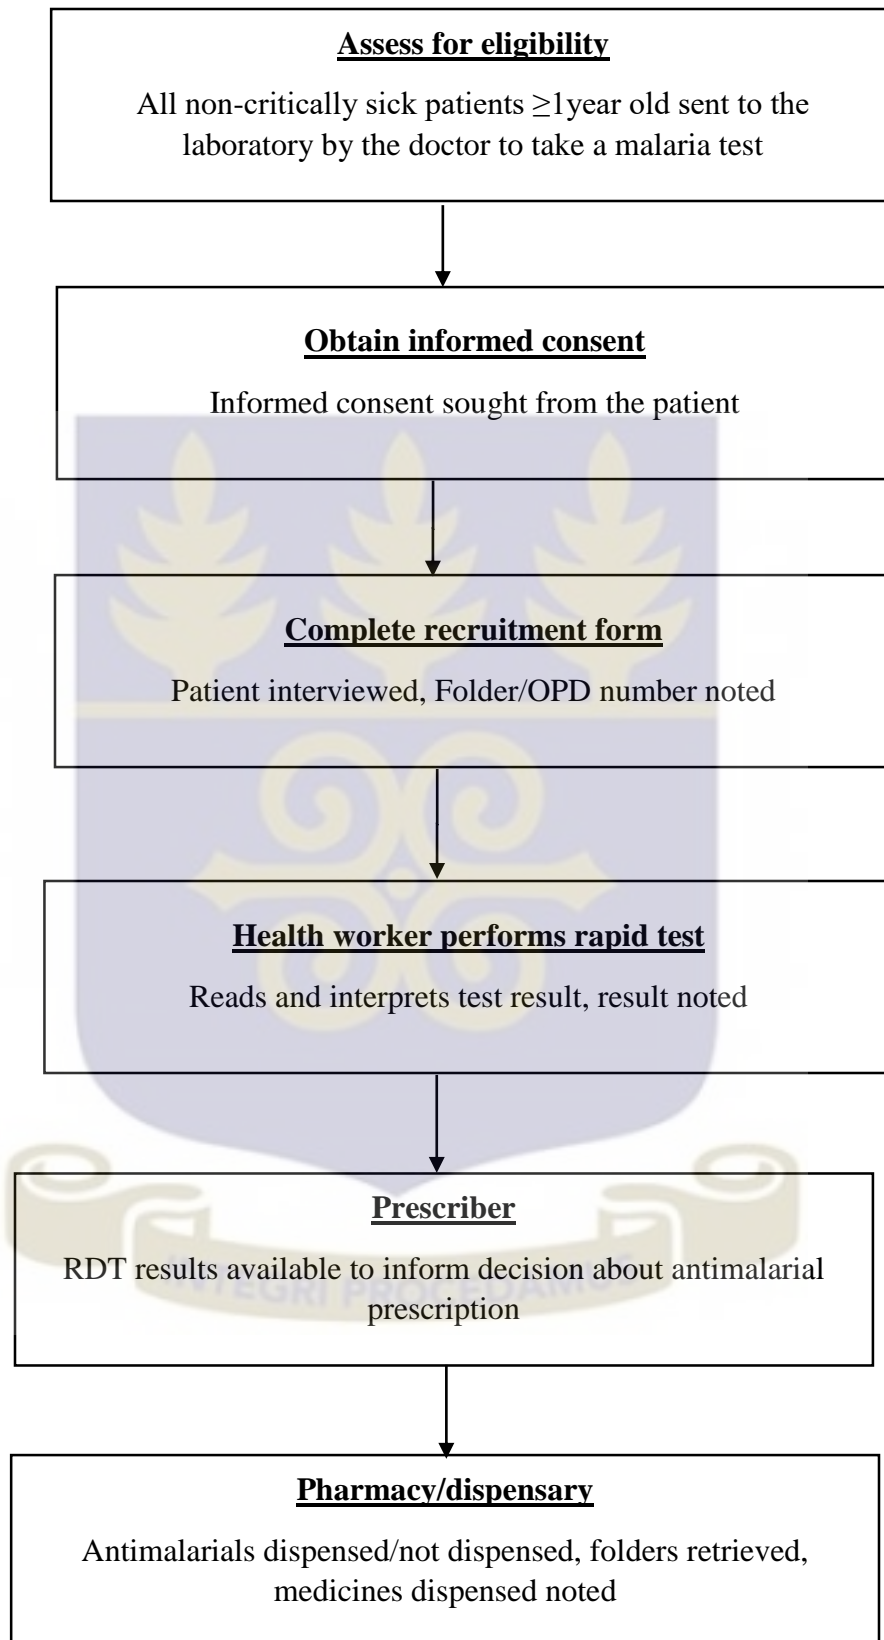 Assess for eligibility
All non-critically sick patients ≥1year old sent to the
laboratory by the doctor to take a malaria test
Obtain informed consent
Informed consent sought from the patient
Complete recruitment form
Patient interviewed, Folder/OPD number noted
Health worker performs rapid test
Reads and interprets test result, result noted
Prescriber
RDT results available to inform decision about antimalarial
prescription
INTEGRI PROCEDAMUS
Pharmacy/dispensary
Antimalarials dispensed/not dispensed, folders retrieved,
medicines dispensed noted